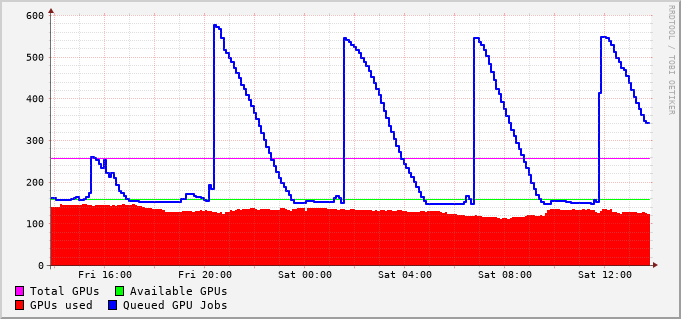 600
500
400
300
200
100
0
Fri 16:00 Fri 20:00 Sat 00:00 Sat 04:00 Sat 08:00 Sat 12:00
Total GPUs Available GPUs
GPUs used Queued GPU Jobs
RRDTOOL / TOBI OETIKER